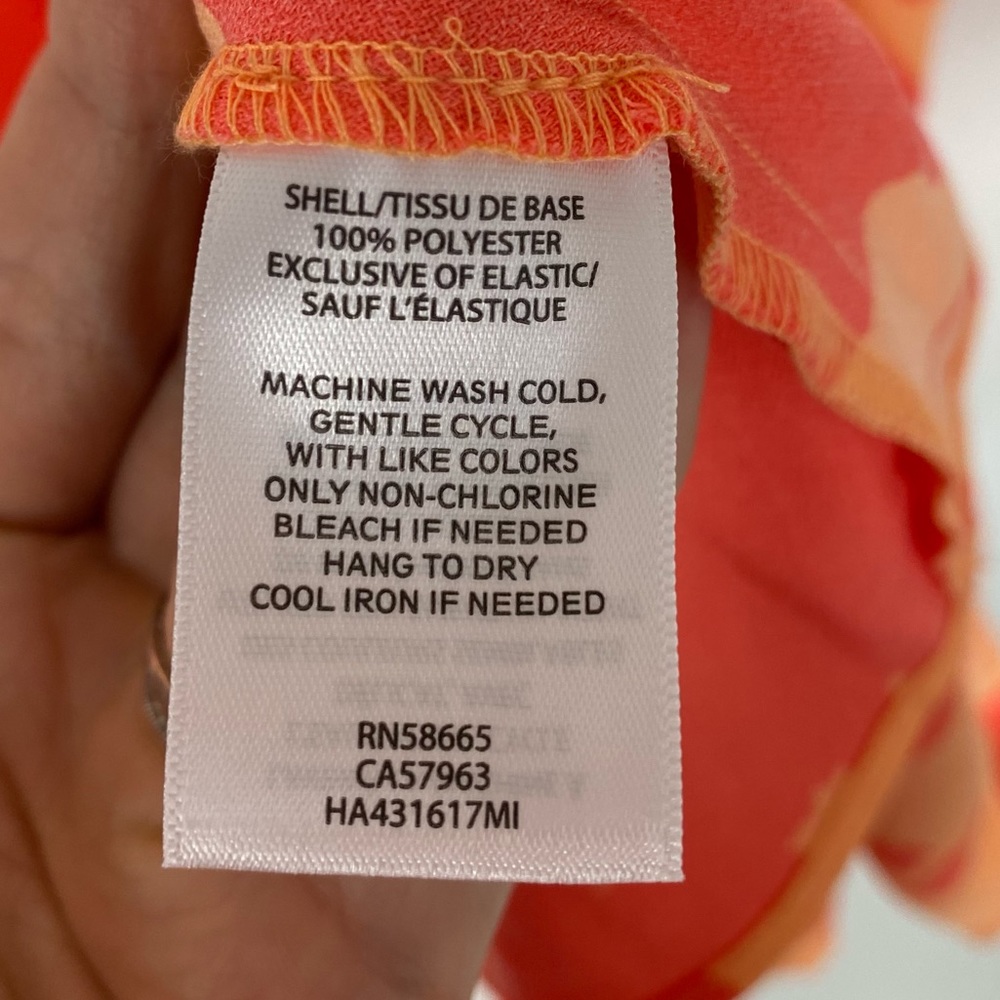 SHELL/TISSU DE BASE
100% POLYESTER
EXCLUSIVE OF ELASTIC/
SAUF L'ÉLASTIQUE
MACHINE WASH COLD,
GENTLE CYCLE,
WITH LIKE COLORS
ONLY NON-CHLORINE
BLEACH IF NEEDED
HANG TO DRY
COOL IRON IF NEEDED
RN58665
CA57963
HA431617MI